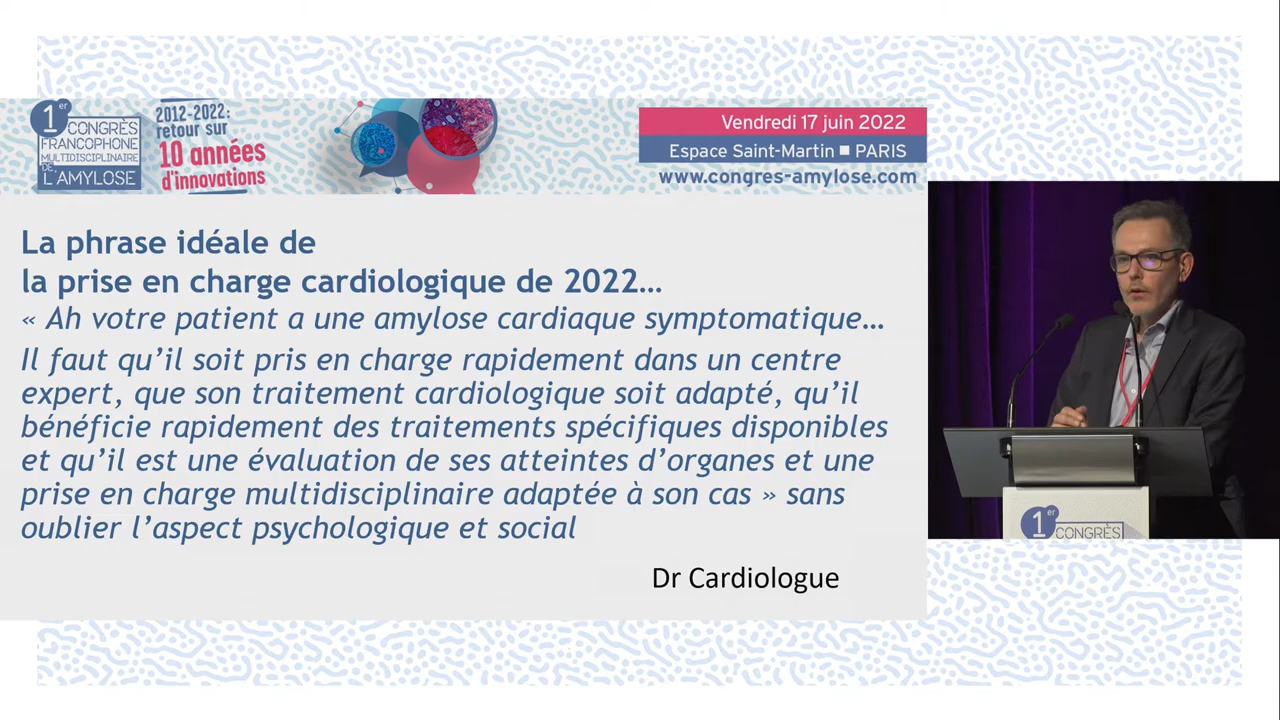 1er
CONGRÈS
FRANCOPHONE
MULTIDISCIPLINAIRE
DE
L'AMYLOSE
2012-2022:
retour sur
10 années
d'innovations
Vendredi 17 juin 2022
Espace Saint-Martin ■ PARIS
www.congres-amylose.com
La phrase idéale de
la prise en charge cardiologique de 2022…
« Ah votre patient a une amylose cardiaque symptomatique…
Il faut qu’il soit pris en charge rapidement dans un centre
expert, que son traitement cardiologique soit adapté, qu’il
bénéficie rapidement des traitements spécifiques disponibles
et qu’il est une évaluation de ses atteintes d’organes et une
prise en charge multidisciplinaire adaptée à son cas » sans
oublier l’aspect psychologique et social
Dr Cardiologue
1er
CONGRÈS